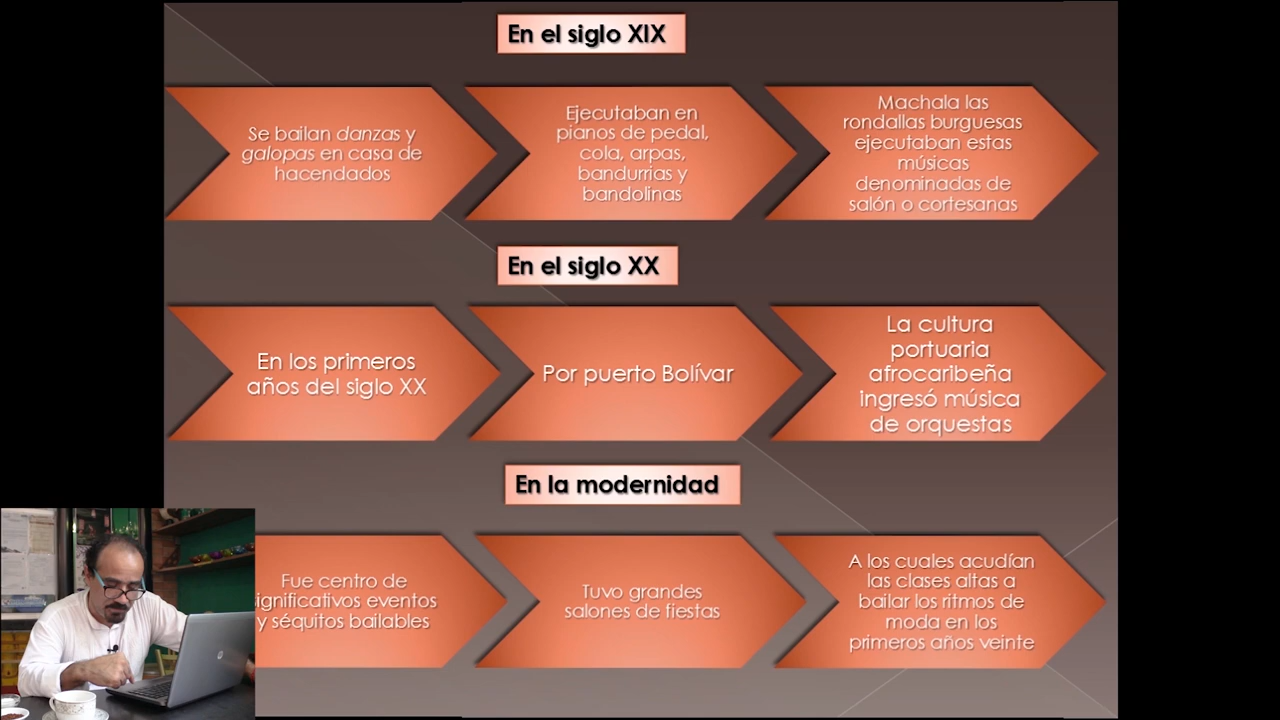 En el siglo XIX
Se bailan danzas y
galopas en casa de
hacendados
Ejecutaban en
pianos de pedal,
cola, arpas,
bandurrias y
bandolinas
Machala las
rondallas burguesas
ejecutaban estas
músicas
denominadas de
salón o cortesanas
En el siglo XX
En los primeros
años del siglo XX
Por puerto Bolívar
La cultura
portuaria
afrocaribeña
ingresó música
de orquestas
En la modernidad
Fue centro de
significativos eventos
y séquitos bailables
Tuvo grandes
salones de fiestas
A los cuales acudían
las clases altas a
bailar los ritmos de
moda en los
primeros años veinte